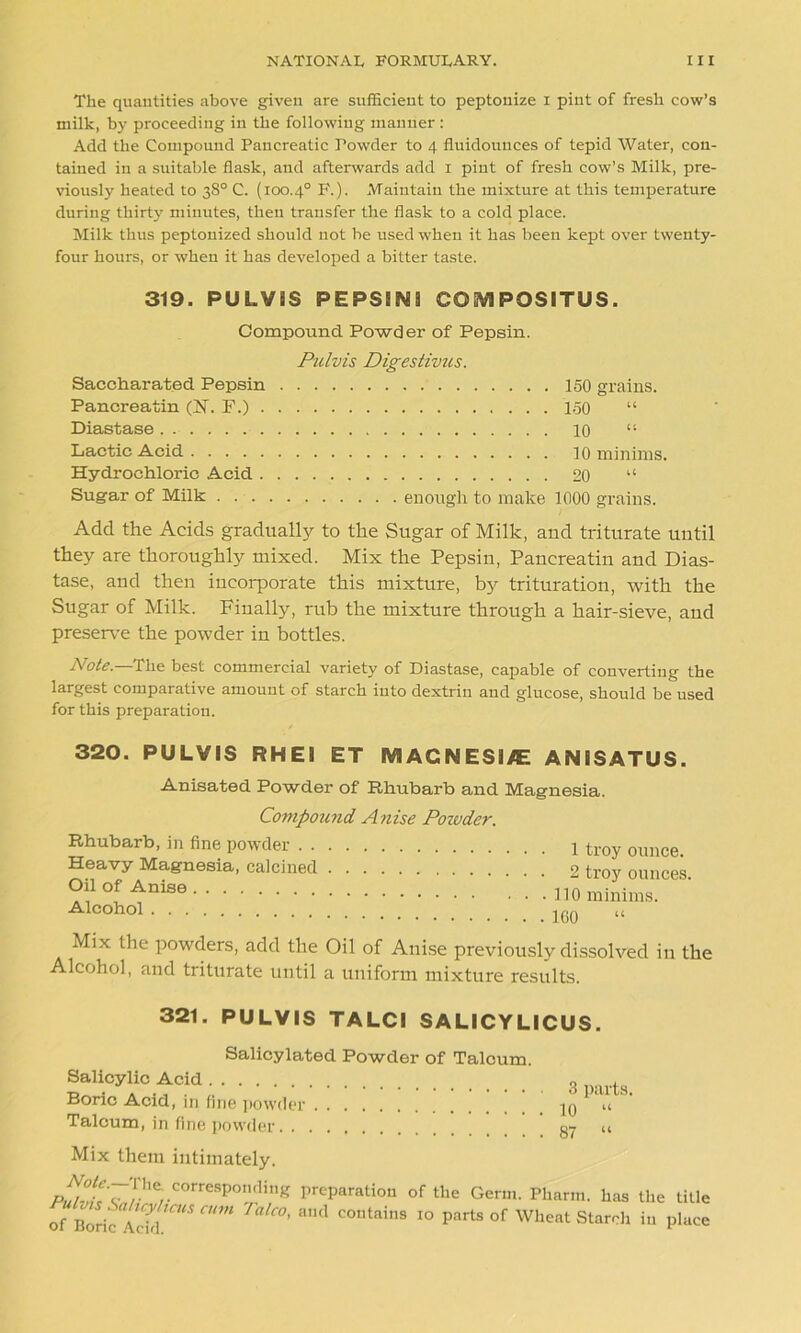 NATIONAL FORMULARY. 111
The quantities above given are sufficient to peptonize 1 pint of fresh cow's
milk, by proceeding in the following manner :
Add the Compound Pancreatic Powder to 4 fluidounces of tepid Water, con-
tained in a suitable flask, and afterwards add 1 pint of fresh cow's Milk, pre-
viously heated to 38° C. (100.4° F.). Maintain the mixture at this temperature
during thirty minutes, then transfer the flask to a cold place.
Milk thus peptonized should not be used when it has been kept over twenty-
four hours, or when it has developed a bitter taste.
319. PULVIS PEPSINI COMPOSITUS.
Compound Powder of Pepsin.
Pulvis Digestivus.
Saccharated Pepsin . . . . . . . . . . . . . . . . 150 grains.
Pancreatin (N. F.) . . . . . . . . . . . . . . . . . 150 "
Diastase . . . . . . . . . . . . . . . . . . . . . . . 10 "
Lactic Acid . . . . . . . . . . . . . . . . . . . . . 10 minims.
Hydrochloric Acid . . . . . . . . . . . . . . . . . 20 "
Sugar of Milk . . . . . . . . . . . enough to make 1000 grains.
Add the Acids gradually to the Sugar of Milk, and triturate until
they are thoroughly mixed. Mix the Pepsin, Pancreatin and Dias-
tase, and then incorporate this mixture, by trituration, with the
Sugar of Milk. Finally, rub the mixture through a hair-sieve, and
preserve the powder in bottles.
Note.—The best commercial variety of Diastase, capable of converting the
largest comparative amount of starch into dextrin and glucose, should be used
for this preparation.
320. PULVIS RHEI ET MAGNESIÆ ANISATUS.
Anisated Powder of Rhubarb and Magnesia.
Compound Anise Powder.
Rhubarb, in fine powder . . . . . . . . . . . . . . . 1 troy ounce.
Heavy Magnesia, calcined . . . . . . . . . . . . . 2 troy ounces.
Oil of Anise . . . . . . . . . . . . . . . . . . . . 110 minims.
Alcohol . . . . . . . . . . . . . . . . . . . . . . . 160 "
Mix the powders, add the Oil of Anise previously dissolved in the
Alcohol, and triturate until a uniform mixture results.
321. PULVIS TALCI SALICYLICUS.
Salicylated Powder of Talcum.
Salicylic Acid . . . . . . . . . . . . . . . . . . . . 3 parts.
Boric Acid, in fine powder . . . . . . . . . . . . . 10 "
Talcum, in fine powder . . . . . . . . . . . . . . . 87 "
Mix them intimately.
Note.—The corresponding preparation of the Germ. Pharm. has the title
Pulvis Salicylicus cum Talco, and contains 10 parts of Wheat Starch in place
of Boric Acid.